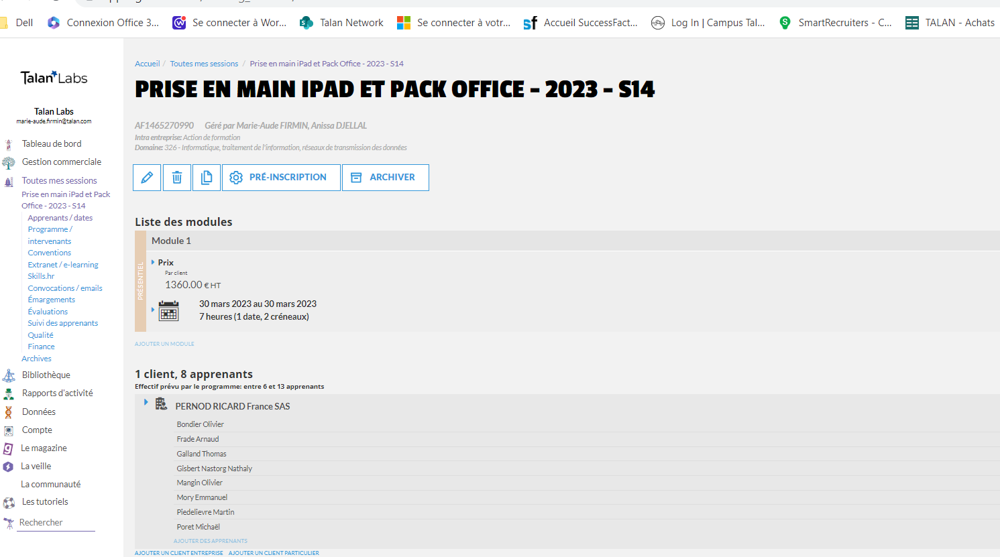 Dell
Connexion Office 3...
Se connecter à Wor...
Talan Network
Se connecter à votr...
sf
Accueil SuccessFact...
Log In | Campus Tal...
S
SmartRecruiters - C...
TALAN - Achats
Talan Labs
Talan Labs
marie-aude.firmin@talan.com
Tableau de bord
Gestion commerciale
Toutes mes sessions
Prise en main iPad et Pack
Office - 2023 - S14
Apprenants / dates
Programme /
intervenants
Conventions
Extranet / e-learning
Skills.hr
Convocations / emails
Émargements
Évaluations
Suivi des apprenants
Qualité
Finance
Archives
Bibliothèque
Rapports d'activité
Données
Compte
Le magazine
La veille
La communauté
Les tutoriels
Rechercher
Accueil / Toutes mes sessions / Prise en main iPad et Pack Office - 2023 - S14
PRISE EN MAIN IPAD ET PACK OFFICE - 2023 - S14
AF1465270990 Géré par Marie-Aude FIRMIN, Anissa DJELLAL
Intra entreprise: Action de formation
Domaine: 326 - Informatique, traitement de l'information, réseaux de transmission des données
PRÉ-INSCRIPTION
ARCHIVER
Liste des modules
PRÉSENTIEL
Module 1
Prix
Par client
1360.00 € HT
30 mars 2023 au 30 mars 2023
7 heures (1 date, 2 créneaux)
AJOUTER UN MODULE
1 client, 8 apprenants
Effectif prévu par le programme: entre 6 et 13 apprenants
PERNOD RICARD France SAS
Bondier Olivier
Frade Arnaud
Galland Thomas
Gisbert Nastorg Nathaly
Mangin Olivier
Mory Emmanuel
Piedelievre Martin
Poret Michaël
AJOUTER DES APPRENANTS
AJOUTER UN CLIENT ENTREPRISE AJOUTER UN CLIENT PARTICULIER